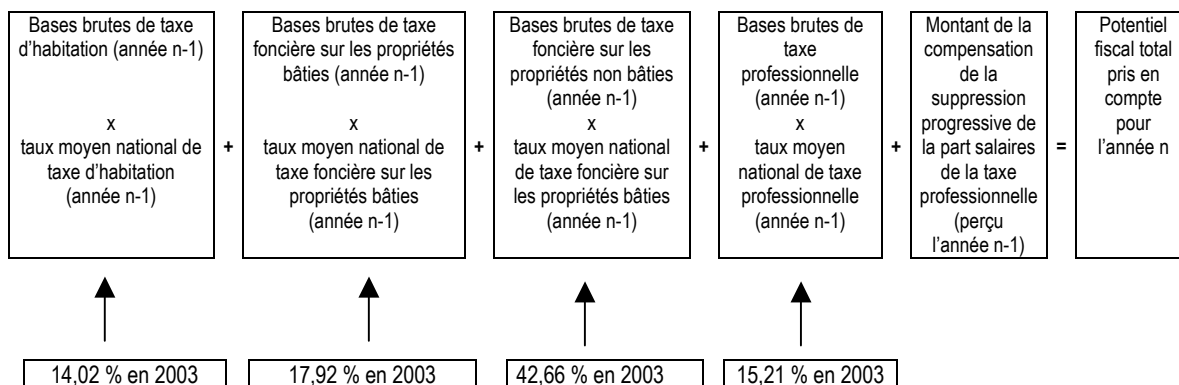 Bases brutes de taxe
d'habitation (année n-1)
x
taux moyen national de
taxe d'habitation
(année n-1)
+
Bases brutes de taxe
foncière sur les propriétés
bâties (année n-1)
x
taux moyen national de
taxe foncière sur les
propriétés bâties
(année n-1)
+
Bases brutes de taxe
foncière sur les
propriétés non bâties
(année n-1)
x
taux moyen national
de taxe foncière sur
les propriétés bâties
(année n-1)
+
Bases brutes de
taxe
professionnelle
(année n-1)
x
taux moyen
national de taxe
professionnelle
(année n-1)
+
Montant de la
compensation
de la
suppression
progressive de
la part salaires
de la taxe
professionnelle
(perçu
l'année n-1)
=
Potentiel
fiscal total
pris en
compte
pour
l'année n
14,02 % en 2003
17,92 % en 2003
42,66 % en 2003
15,21 % en 2003